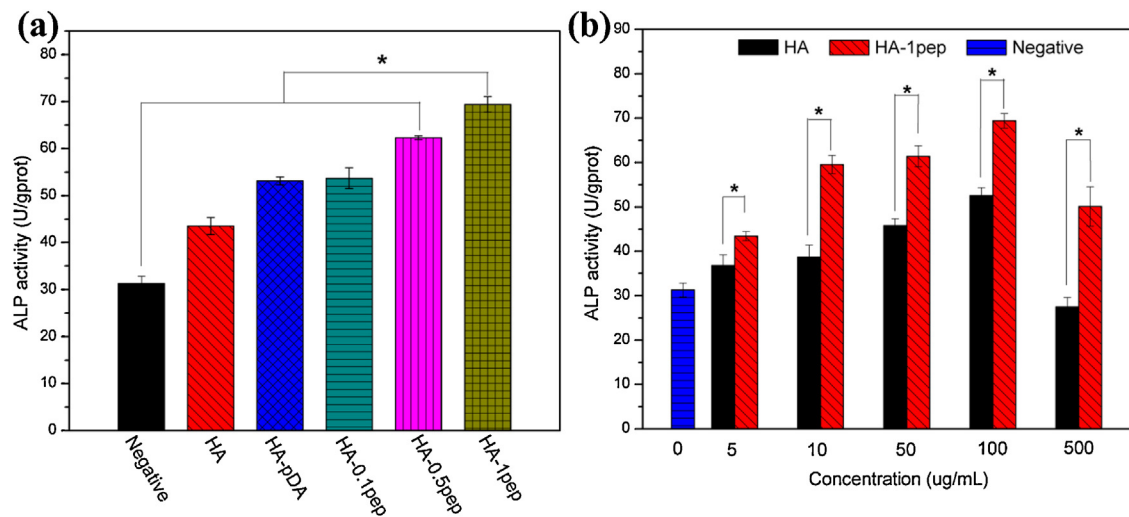 (a)
ALP activity (U/gprot)
80
70
60
50
40
30
20
10
0
*
Negative
HA
HA-pDA
HA-0.1pep
HA-0.5pep
HA-1pep
(b)
HA HA-1pep Negative
ALP activity (U/gprot)
90
80
70
60
50
40
30
20
10
0
* * * * *
0 5 10 50 100 500
Concentration (ug/mL)